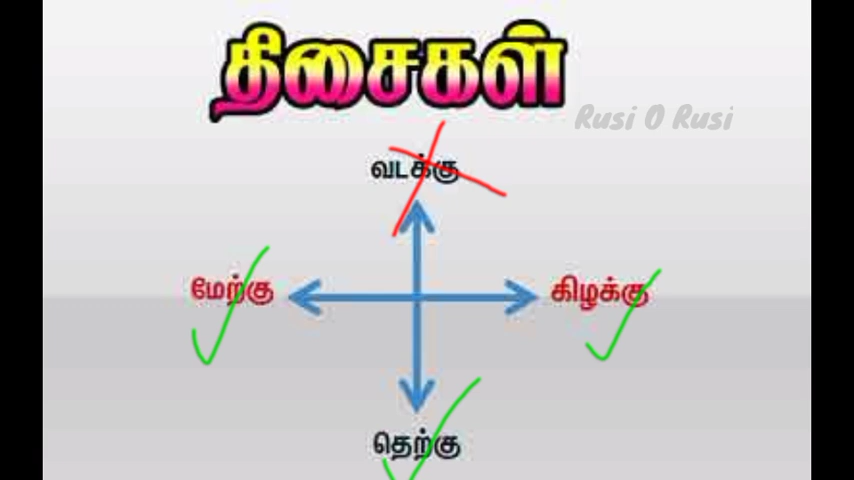 திசைகள்
Rusi O Rusi
வடக்கு
மேற்கு
கிழக்கு
தெற்கு